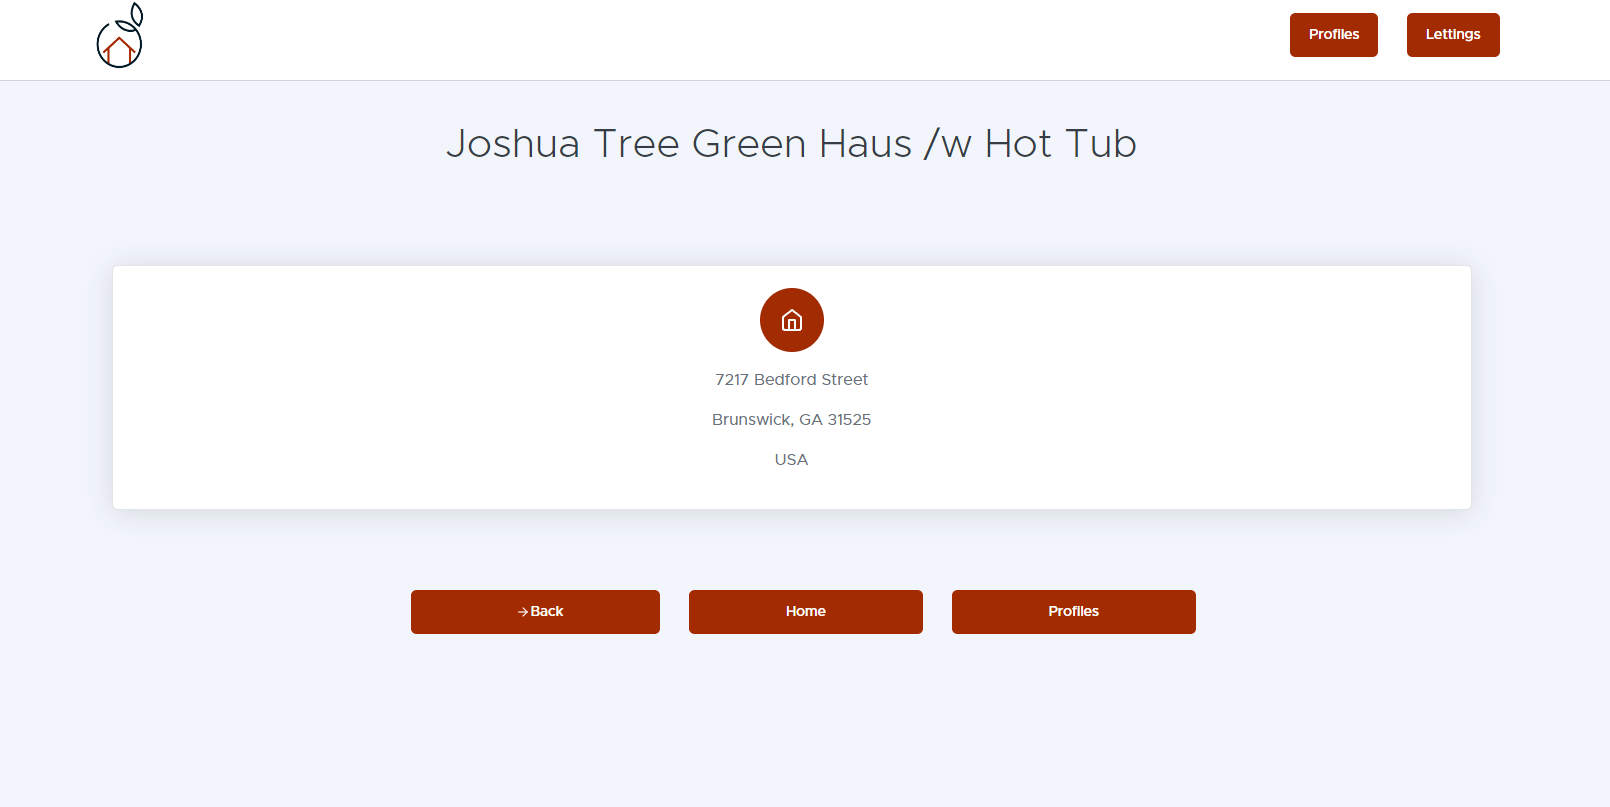 Profiles
Lettings
Joshua Tree Green Haus /w Hot Tub
7217 Bedford Street
Brunswick, GA 31525
USA
→Back
Home
Profiles